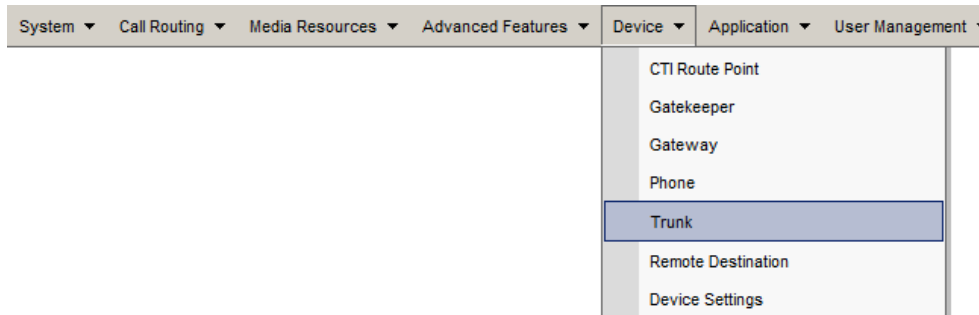 System Call Routing Media Resources Advanced Features Device Application User Management
CTI Route Point
Gatekeeper
Gateway
Phone
Trunk
Remote Destination
Device Settings